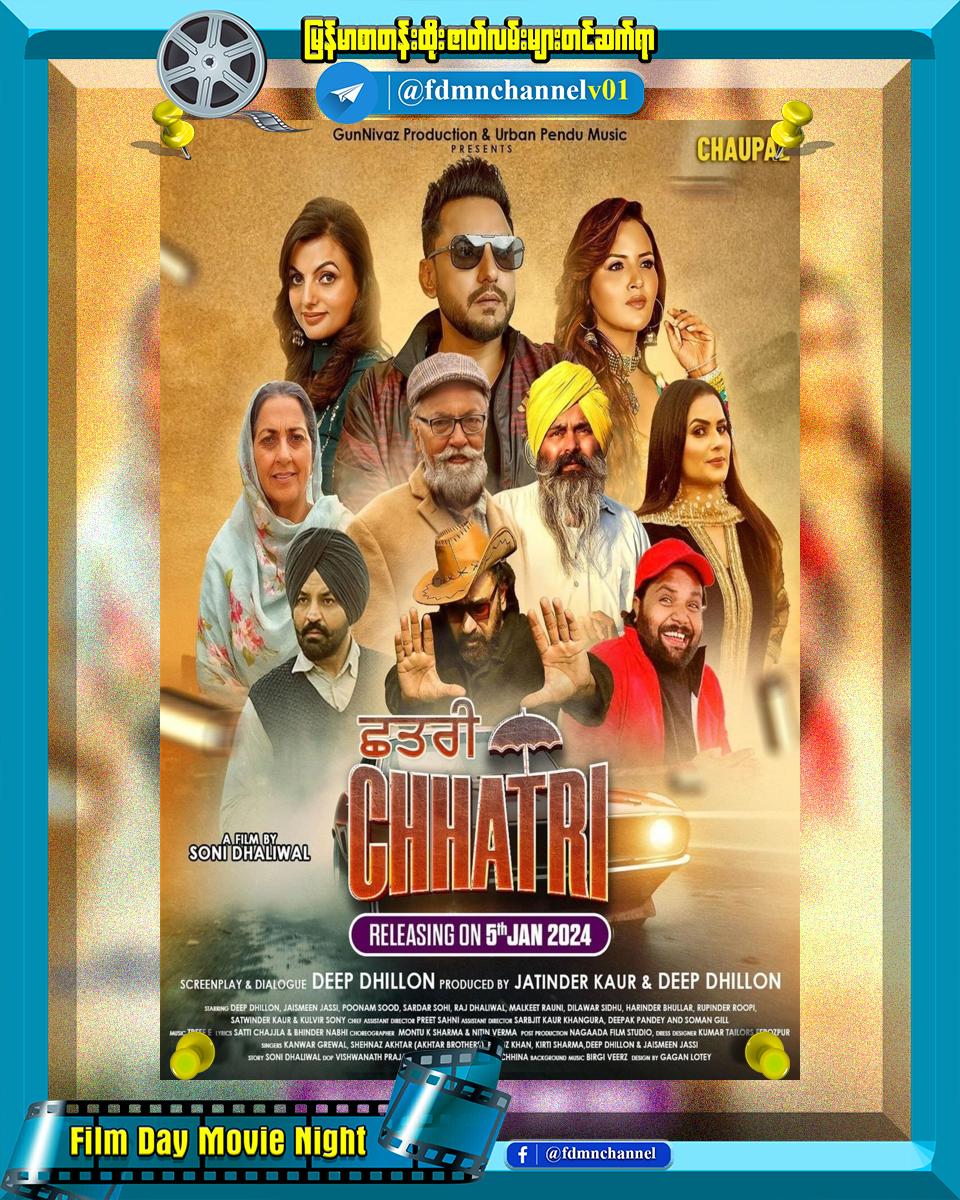 မြန်မာစာတန်းထိုးဇာတ်လမ်းများတင်ဆက်ရာ
@fdmnchannelv01
GunNivaz Production & Urban Pendu Music
PRESENTS
CHAUPAL
ਛਤਰੀ
CHHATRI
A FILM BY
SONI DHALIWAL
RELEASING ON 5th JAN 2024
SCREENPLAY & DIALOGUE DEEP DHILLON PRODUCED BY JATINDER KAUR & DEEP DHILLON
STARRING DEEP DHILLON, JAISMEEN JASSI, POONAM SOOD, SARDAR SOHI, RAJ DHALIWAL, MALKEET RAUNI, DILAWAR SIDHU, HARINDER BHULLAR, RUPINDER ROOPI,
SATWINDER KAUR & KULVIR SONY CHIEF ASSISTANT DIRECTOR PREET SAHNI ASSISTANT DIRECTOR SARBJIT KAUR KHANGURA, DEEPAK PANDEY AND SOMAN GILL
MUSIC LYRICS SATTI CHAJJLA & BHINDER NABHI CHOREOGRAPHER MONTU K SHARMA & NITIN VERMA POST PRODUCTION NAGAADA FILM STUDIO, DRESS DESIGNER KUMAR TAILORS FEROZPUR
SINGERS KANWAR GREWAL, SHEHNAZ AKHTAR (AKHTAR BROTHERS), KHAN, KIRTI SHARMA, DEEP DHILLON & JAISMEEN JASSI
STORY SONI DHALIWAL DOP VISHWANATH CHHINA BACKGROUND MUSIC BIRGI VEERZ DESIGN BY GAGAN LOTEY
Film Day Movie Night
@fdmnchannel